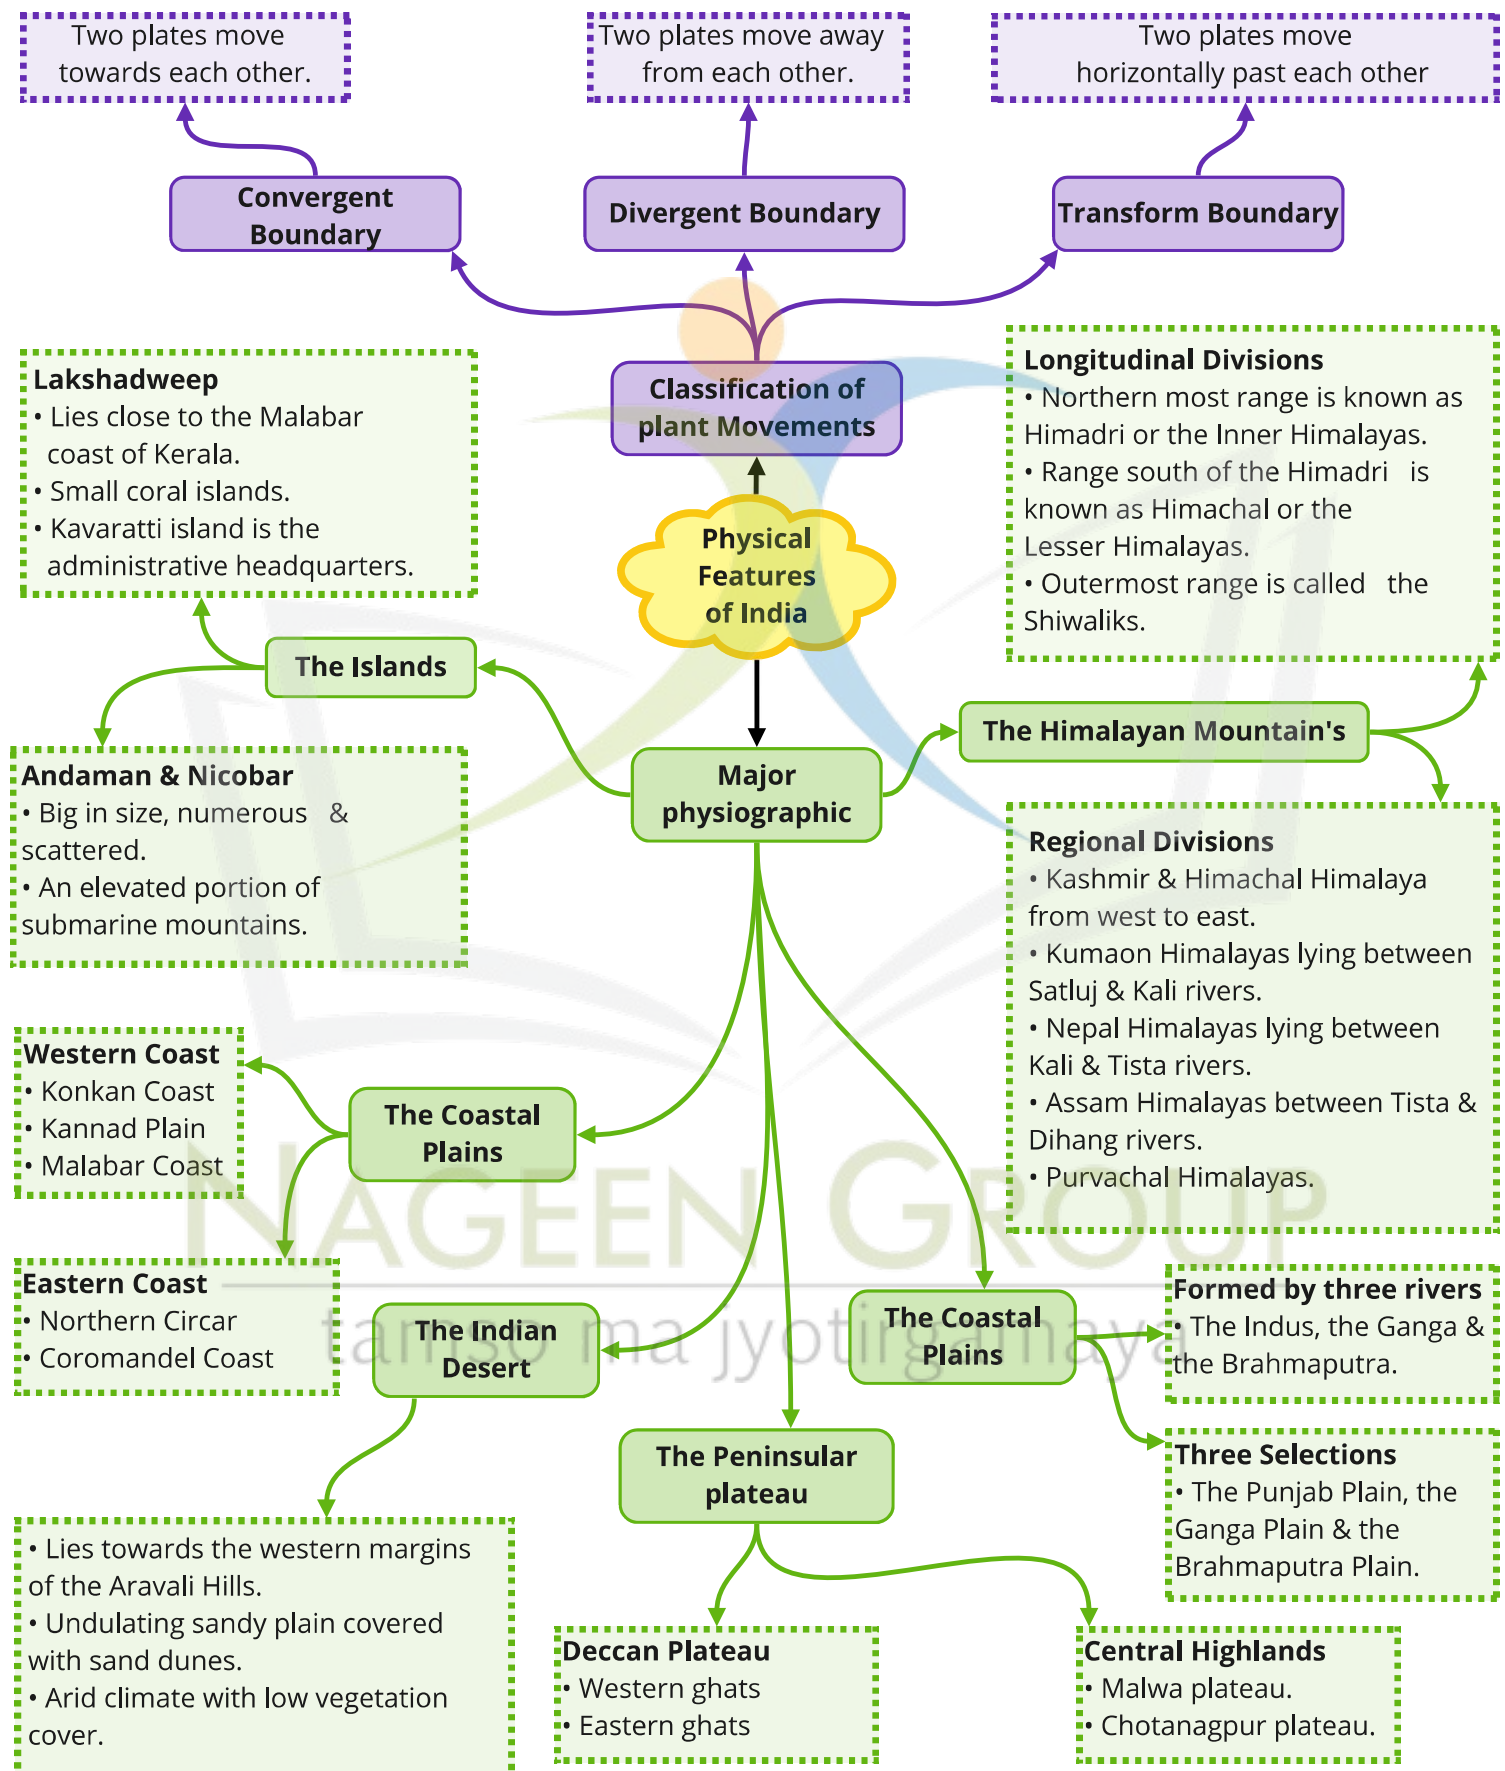 Two plates move
towards each other.
Two plates move away
from each other.
Two plates move
horizontally past each other
Convergent
Boundary
Divergent Boundary
Transform Boundary
Classification of
plant Movements
Physical
Features
of India
Lakshadweep
• Lies close to the Malabar
coast of Kerala.
• Small coral islands.
• Kavaratti island is the
administrative headquarters.
Longitudinal Divisions
• Northern most range is known as
Himadri or the Inner Himalayas.
• Range south of the Himadri is
known as Himachal or the
Lesser Himalayas.
• Outermost range is called the
Shiwaliks.
The Islands
The Himalayan Mountain's
Major
physiographic
Andaman & Nicobar
• Big in size, numerous &
scattered.
• An elevated portion of
submarine mountains.
Regional Divisions
• Kashmir & Himachal Himalaya
from west to east.
• Kumaon Himalayas lying between
Satluj & Kali rivers.
• Nepal Himalayas lying between
Kali & Tista rivers.
• Assam Himalayas between Tista &
Dihang rivers.
• Purvachal Himalayas.
Western Coast
• Konkan Coast
• Kannad Plain
• Malabar Coast
The Coastal
Plains
NAGEEN GROUP
tamso ma jyotirgamaya
Eastern Coast
• Northern Circar
• Coromandel Coast
The Indian
Desert
The Coastal
Plains
Formed by three rivers
• The Indus, the Ganga &
the Brahmaputra.
The Peninsular
plateau
Three Selections
• The Punjab Plain, the
Ganga Plain & the
Brahmaputra Plain.
• Lies towards the western margins
of the Aravali Hills.
• Undulating sandy plain covered
with sand dunes.
• Arid climate with low vegetation
cover.
Deccan Plateau
• Western ghats
• Eastern ghats
Central Highlands
• Malwa plateau.
• Chotanagpur plateau.